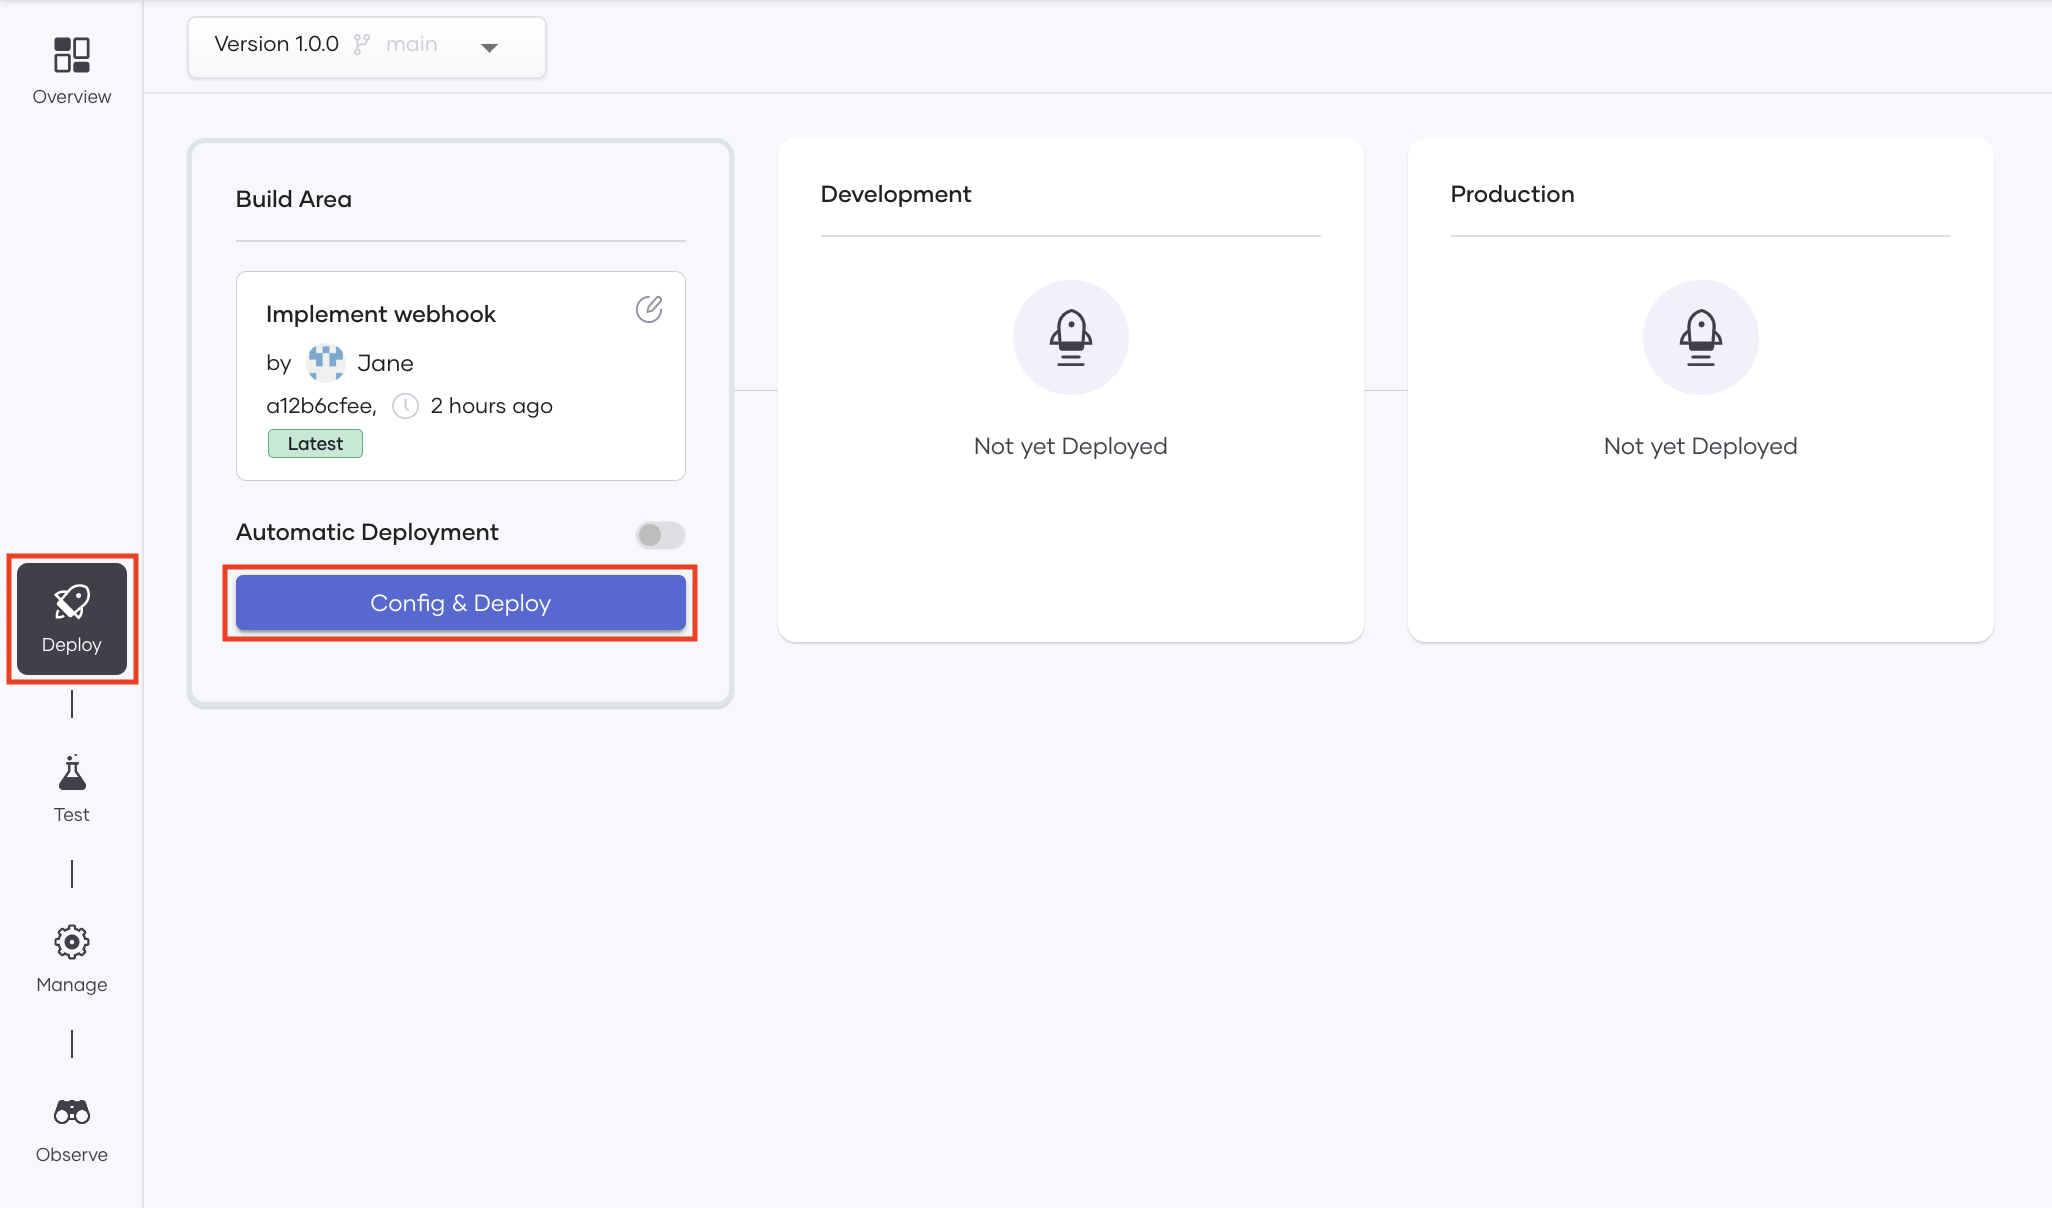 Overview
Version 1.0.0 main
Build Area
Implement webhook
by Jane
a12b6cfee, 2 hours ago
Latest
Automatic Deployment
Config & Deploy
Development
Not yet Deployed
Production
Not yet Deployed
Deploy
Test
Manage
Observe